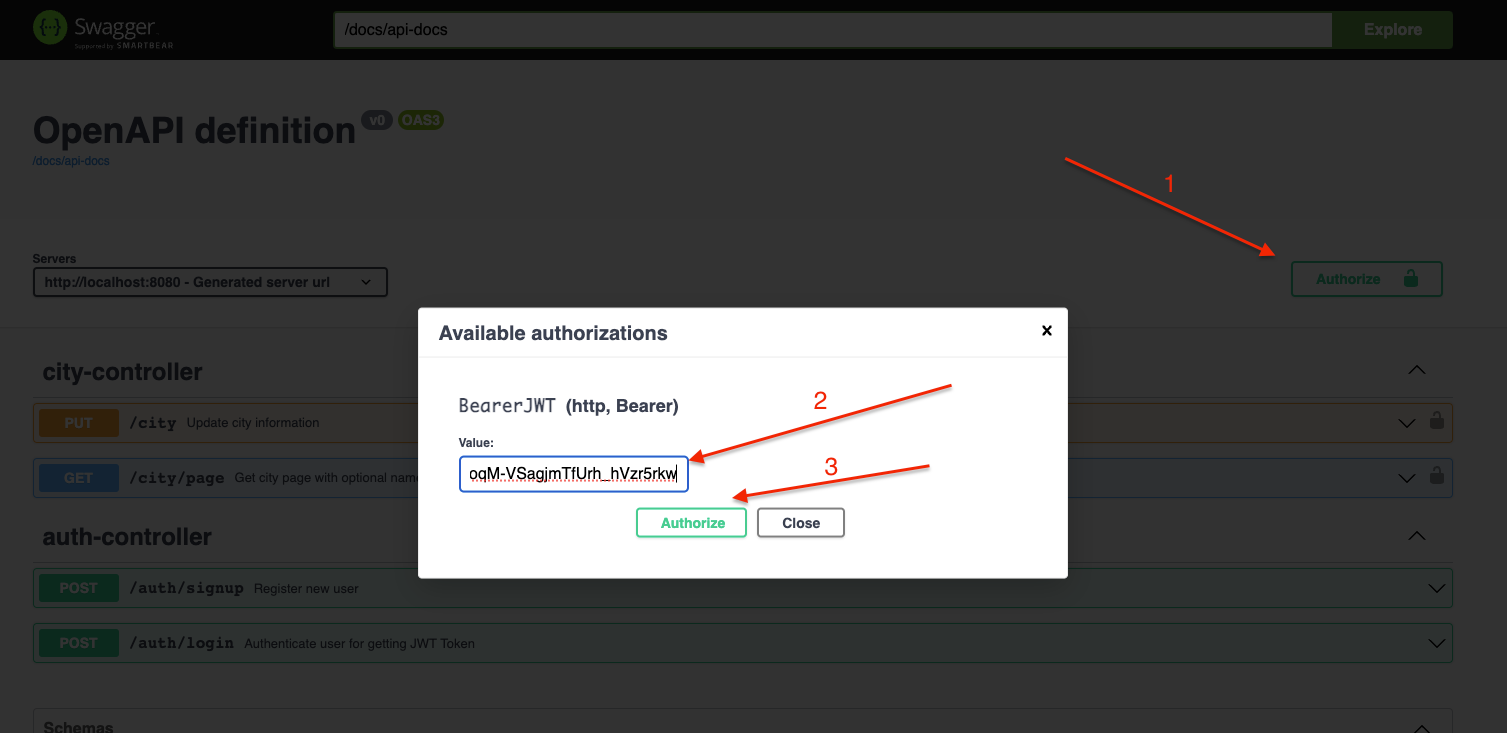 Swagger
Supported by SMARTBEAR
/docs/api-docs
Explore
OpenAPI definition v0 OAS3
/docs/api-docs
1
Servers
http://localhost:8080 - Generated server url
Authorize
Available authorizations
×
city-controller
PUT /city Update city information
BearerJWT (http, Bearer)
2
Value:
oqM-VSagjmTfUrh_hVzr5rkw
3
GET /city/page Get city page with optional nam
Authorize
Close
auth-controller
POST /auth/signup Register new user
POST /auth/login Authenticate user for getting JWT Token
Schemas